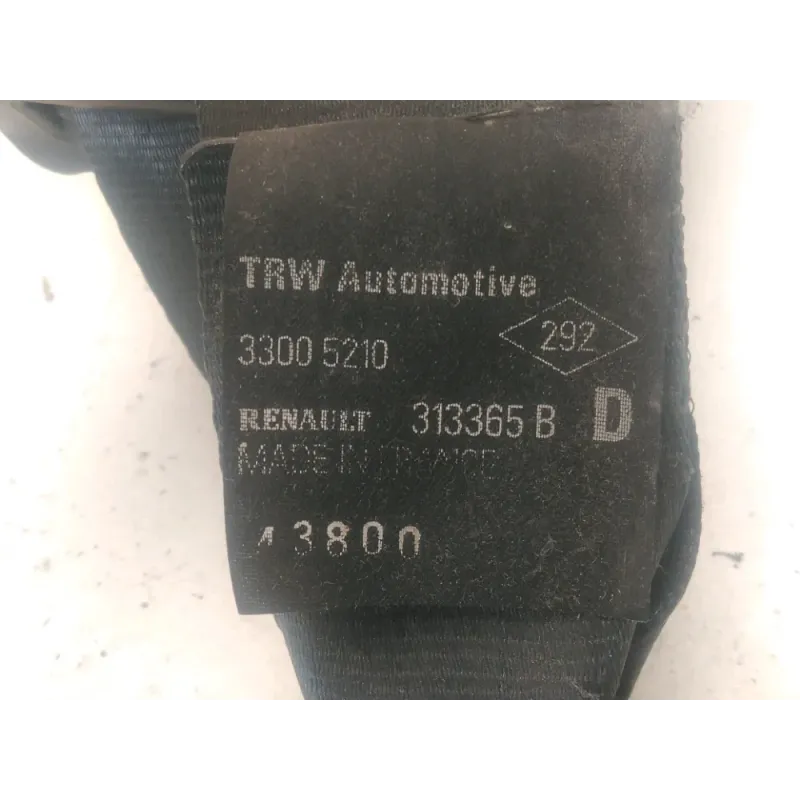 TRW Automotive
3300 5210
292
RENAULT 313365 B D
MADE IN FRANCE
43800